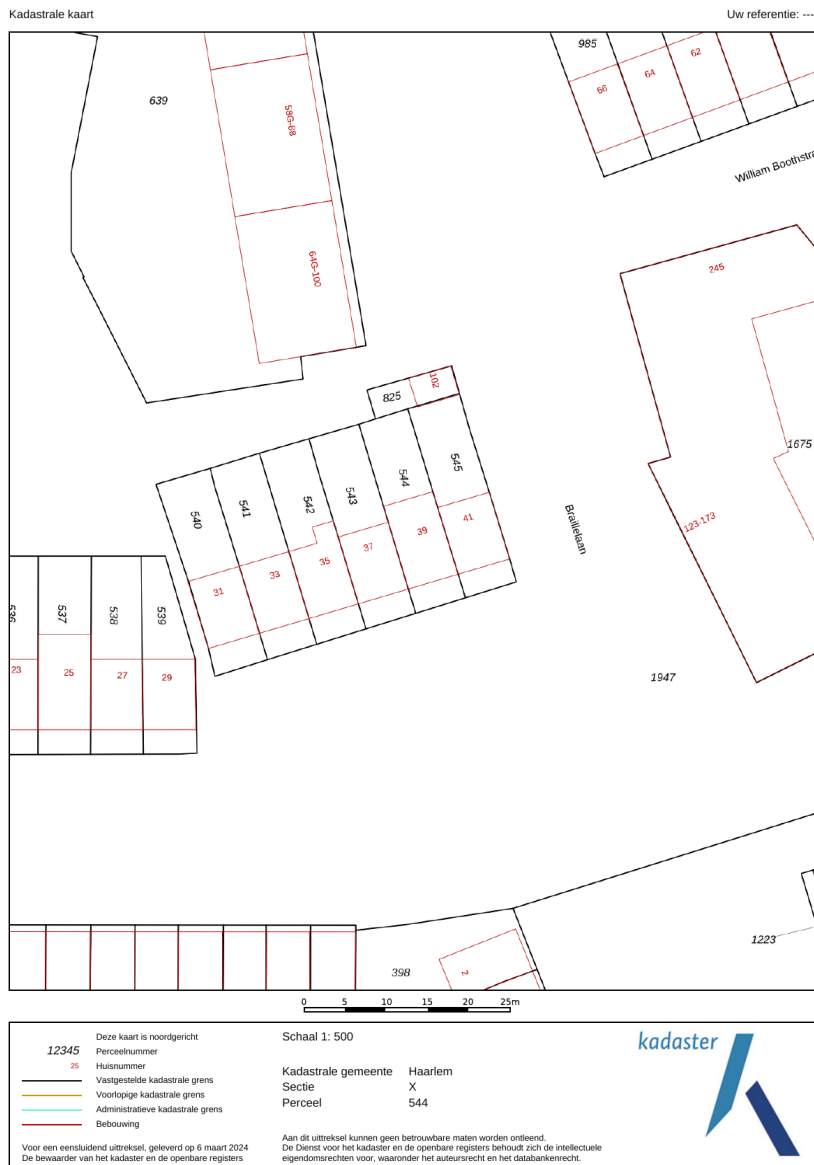 Kadastrale kaart
Uw referentie: ---
985
62
64
66
639
58G-88
William Boothstra
64G-100
245
102
825
1675
545
544
543
542
541
540
Braillelaan
123-173
41
39
37
35
33
31
536
537
538
539
23
25
27
29
1947
1223
398
2
0 5 10 15 20 25m
12345
25
Deze kaart is noordgericht
Perceelnummer
Huisnummer
Vastgestelde kadastrale grens
Voorlopige kadastrale grens
Administratieve kadastrale grens
Bebouwing
Voor een eensluidend uittreksel, geleverd op 6 maart 2024
De bewaarder van het kadaster en de openbare registers
Schaal 1: 500
Kadastrale gemeente Haarlem
Sectie X
Perceel 544
Aan dit uittreksel kunnen geen betrouwbare maten worden ontleend.
De Dienst voor het kadaster en de openbare registers behoudt zich de intellectuele
eigendomsrechten voor, waaronder het auteursrecht en het databankenrecht.
kadaster